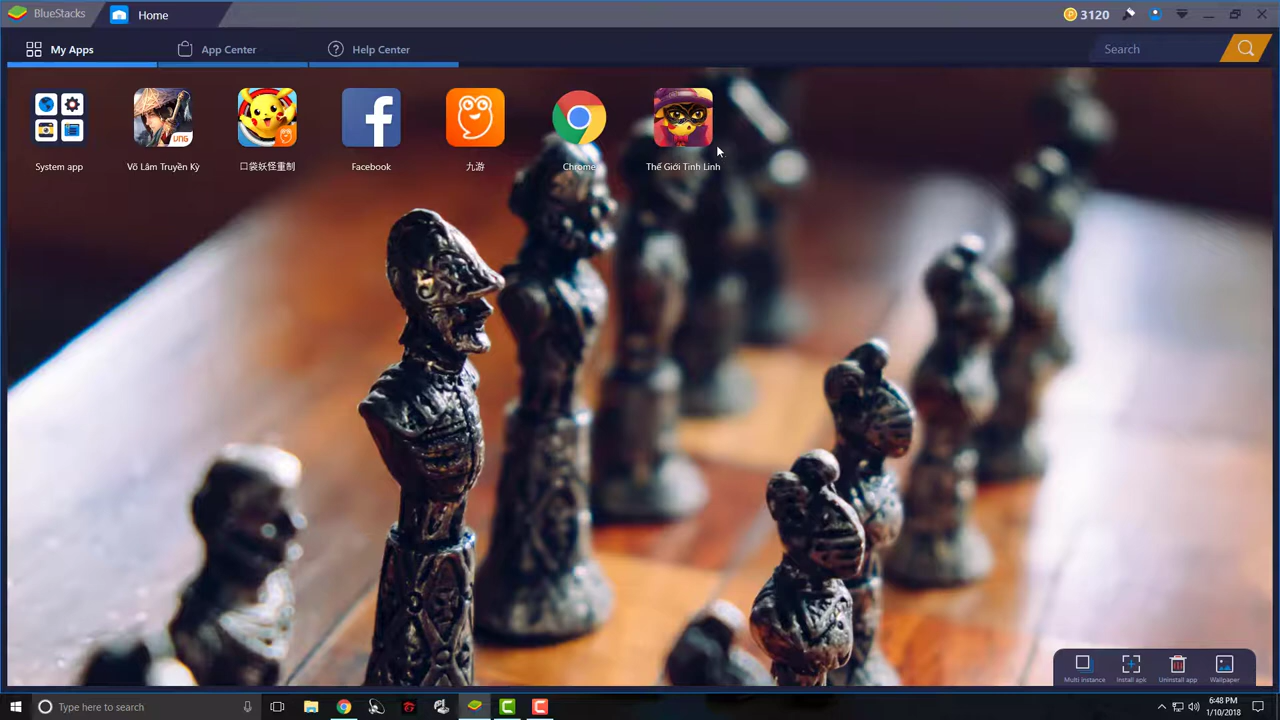 BlueStacks
Home
3120
My Apps
App Center
Help Center
Search
VNG
System app
Võ Lâm Truyền Kỳ
口袋妖怪重制
Facebook
九游
Chrome
Thế Giới Tinh Linh
Multi instance
Install apk
Uninstall app
Wallpaper
Type here to search
6:48 PM
1/10/2018